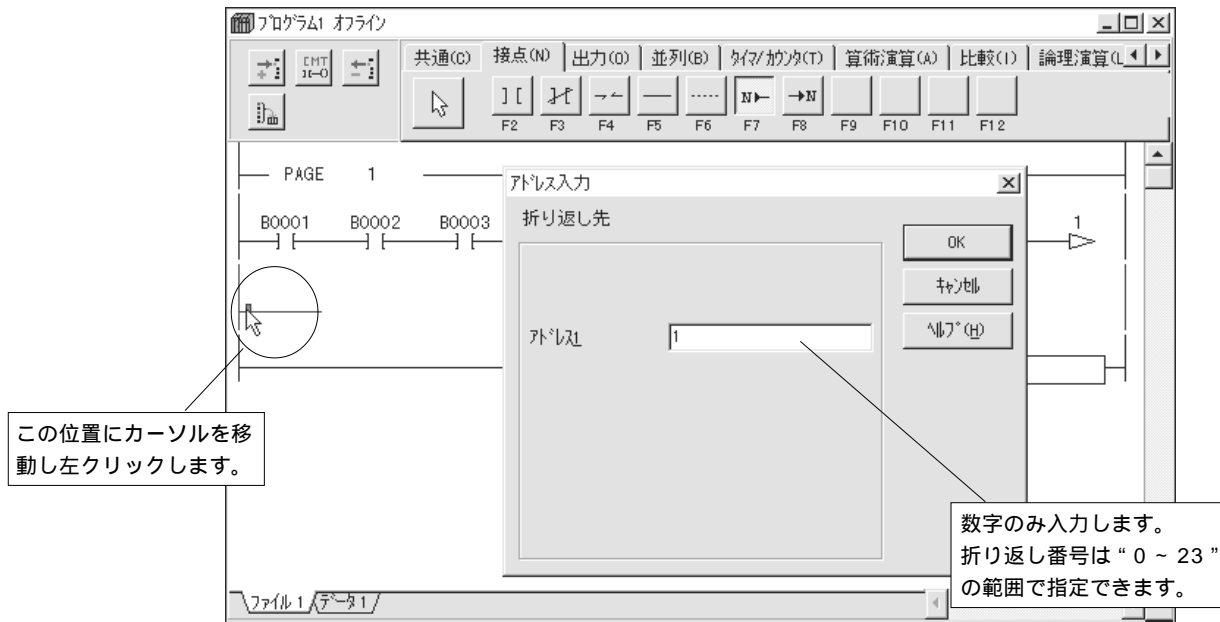 プログラム1 オフライン
共通(C) 接点(N) 出力(O) 並列(B) タイマ/カウンタ(T) 算術演算(A) 比較(I) 論理演算(L
CMT
N →N
F2 F3 F4 F5 F6 F7 F8 F9 F10 F11 F12
PAGE 1
B0001 B0002 B0003 1
アドレス入力
折り返し先
OK
キャンセル
ヘルプ(H)
アドレス1 1
この位置にカーソルを移
動し左クリックします。
数字のみ入力します。
折り返し番号は“0 ~ 23”
の範囲で指定できます。
ファイル1 データ1